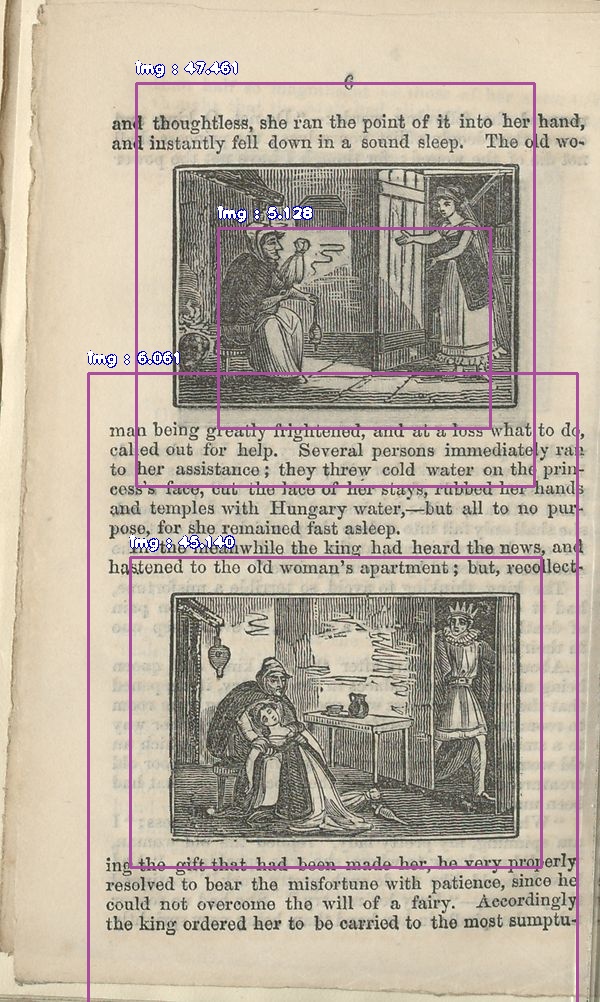 img : 47.461
6
and thoughtless, she ran the point of it into her hand,
and instantly fell down in a sound sleep. The old wo-
img : 5.128
img : 6.061
man being greatly frightened, and at a loss what to do,
called out for help. Several persons immediately ran
to her assistance; they threw cold water on the prin-
cess's face, cut the lace of her stays, rubbed her hands
and temples with Hungary water,—but all to no pur-
pose, for she remained fast asleep.
img : 45.140
In the meanwhile the king had heard the news, and
hastened to the old woman's apartment; but, recollect-
ing the gift that had been made her, he very properly
resolved to bear the misfortune with patience, since he
could not overcome the will of a fairy. Accordingly
the king ordered her to be carried to the most sumptu-